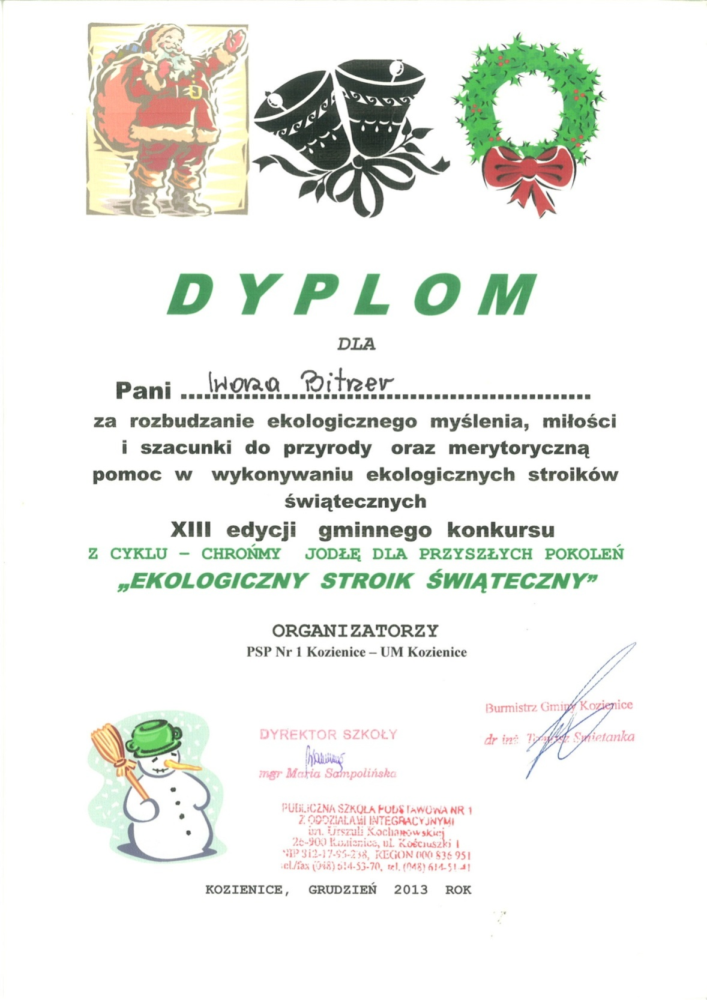 DYPLOM
DLA
Pani ........................................................
Iwona Bitner
za rozbudzanie ekologicznego myślenia, miłości
i szacunki do przyrody oraz merytoryczną
pomoc w wykonywaniu ekologicznych stroików
świątecznych
XIII edycji gminnego konkursu
Z CYKLU – CHROŃMY JODŁĘ DLA PRZYSZŁYCH POKOLEŃ
„EKOLOGICZNY STROIK ŚWIĄTECZNY”
ORGANIZATORZY
PSP Nr 1 Kozienice – UM Kozienice
Burmistrz Gminy Kozienice
dr inż. Tomasz Śmietanka
DYREKTOR SZKOŁY
mgr Maria Sampolińska
PUBLICZNA SZKOŁA PODSTAWOWA NR 1
Z ODDZIAŁAMI INTEGRACYJNYMI
im. Urszuli Kochanowskiej
26-900 Kozienice, ul. Kościuszki 1
NIP 812-17-95-238, REGON 000 836 951
tel./fax (048) 614-53-70, tel. (048) 614-51-41
KOZIENICE, GRUDZIEŃ 2013 ROK